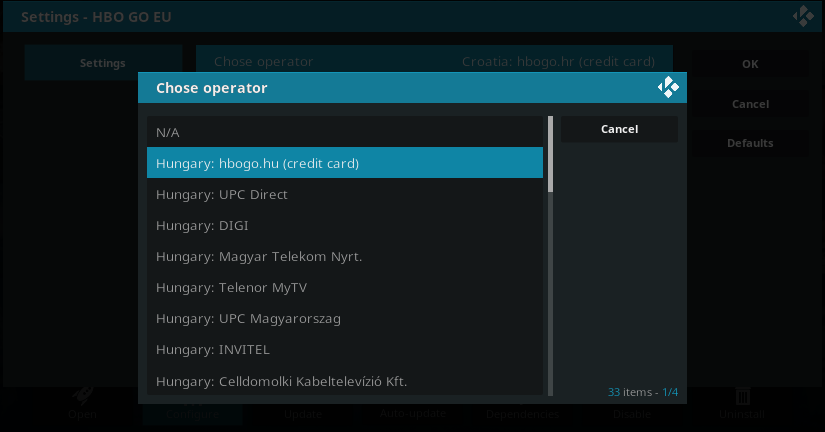 Settings - HBO GO EU
Settings
Chose operator
Croatia: hbogo.hr (credit card)
OK
Cancel
Defaults
Chose operator
N/A
Hungary: hbogo.hu (credit card)
Hungary: UPC Direct
Hungary: DIGI
Hungary: Magyar Telekom Nyrt.
Hungary: Telenor MyTV
Hungary: UPC Magyarorszag
Hungary: INVITEL
Hungary: Celldomolki Kabeltelevízió Kft.
Cancel
33 items - 1/4
Open
Configure
Update
Auto-update
Dependencies
Disable
Uninstall